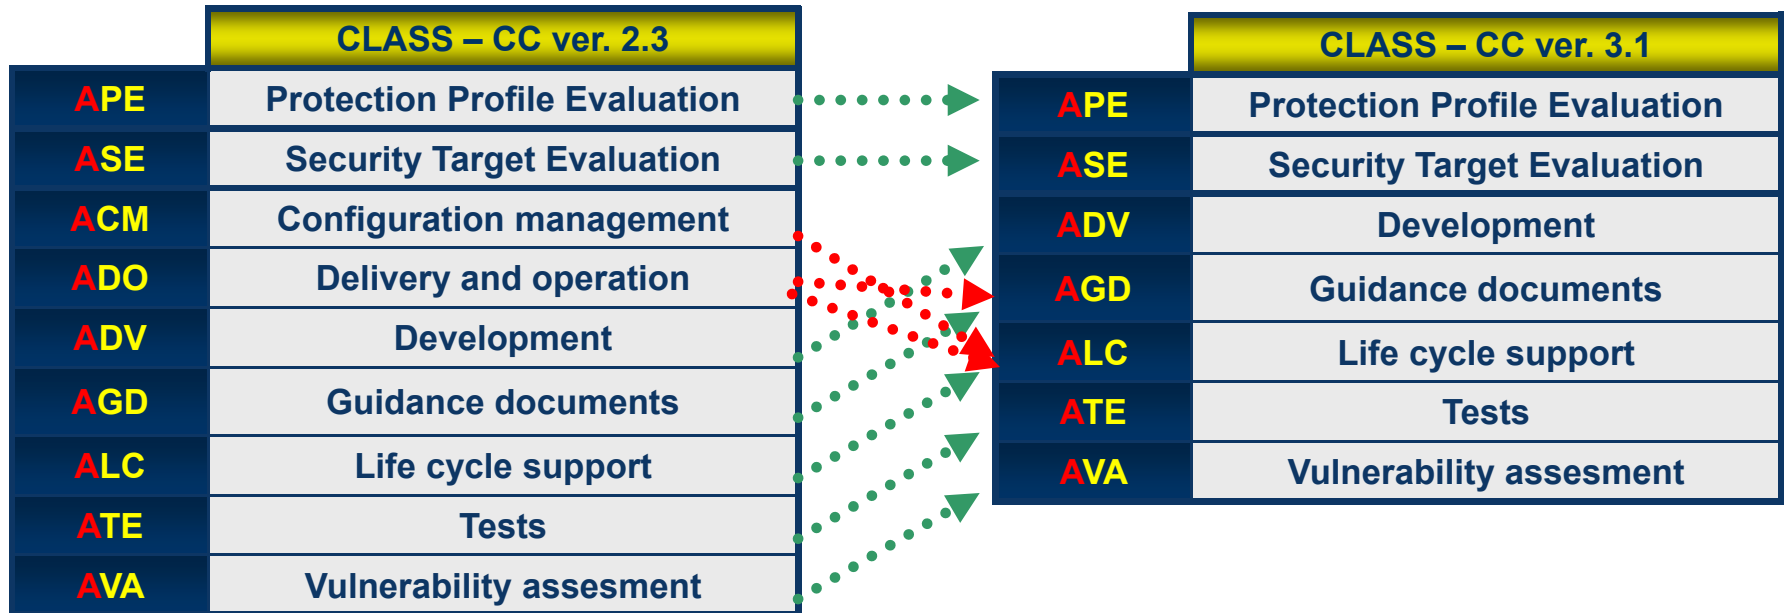 CLASS – CC ver. 2.3
APE Protection Profile Evaluation
ASE Security Target Evaluation
ACM Configuration management
ADO Delivery and operation
ADV Development
AGD Guidance documents
ALC Life cycle support
ATE Tests
AVA Vulnerability assesment
CLASS – CC ver. 3.1
APE Protection Profile Evaluation
ASE Security Target Evaluation
ADV Development
AGD Guidance documents
ALC Life cycle support
ATE Tests
AVA Vulnerability assesment